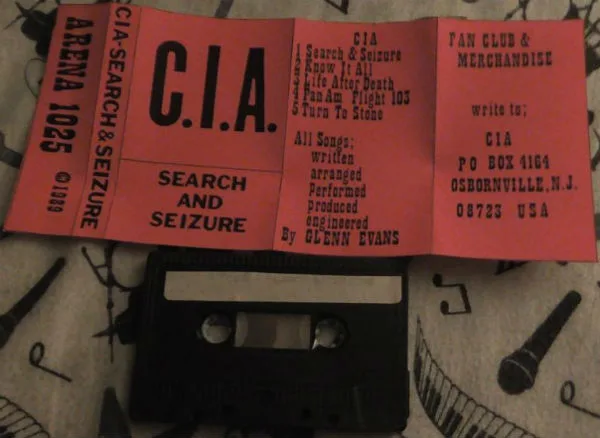 ARENA 1025 ©1989
CIA-SEARCH & SEIZURE
C.I.A.
SEARCH
AND
SEIZURE
CIA
1 Search & Seizure
2 Know It All
3 Life After Death
4 Pan Am Flight 103
5 Turn To Stone
All Songs;
written
arranged
Performed
produced
engineered
By GLENN EVANS
FAN CLUB &
MERCHANDISE
write to;
CIA
PO BOX 4164
OSBORNVILLE, N.J.
08723 USA